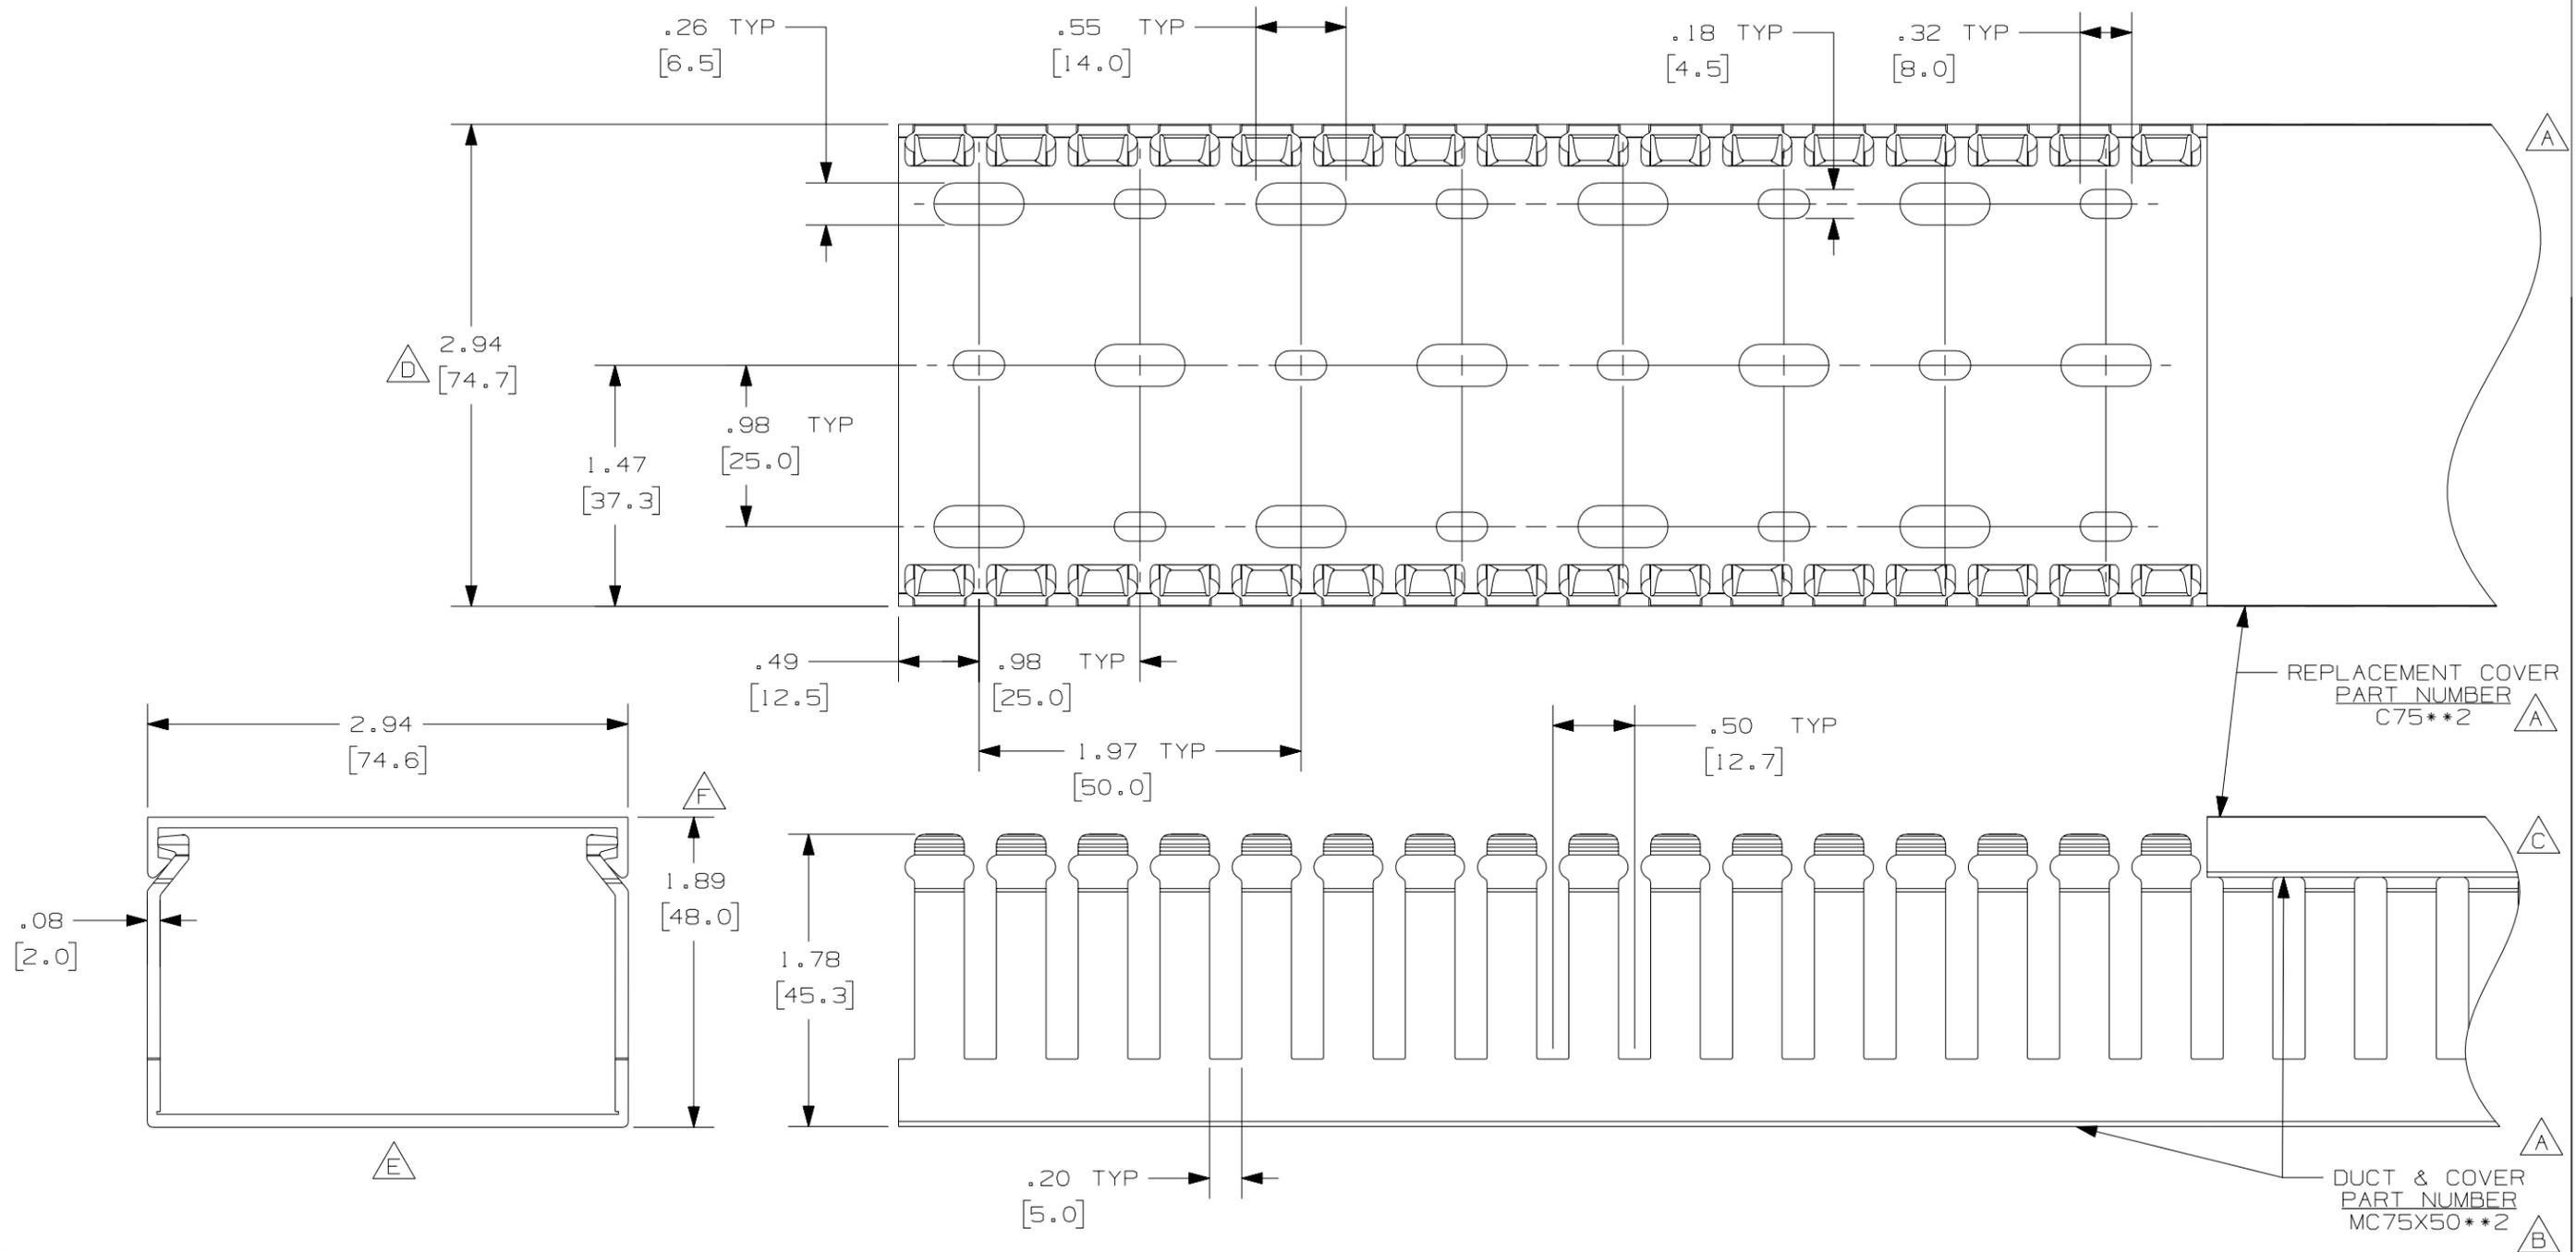 .26 TYP
[6.5]
.55 TYP
[14.0]
.18 TYP
[4.5]
.32 TYP
[8.0]
A
D
2.94
[74.7]
.98 TYP
[25.0]
1.47
[37.3]
.49
[12.5]
.98 TYP
[25.0]
REPLACEMENT COVER
PART NUMBER
C75**2
A
2.94
[74.6]
1.97 TYP
[50.0]
.50 TYP
[12.7]
F
C
1.89
[48.0]
.08
[2.0]
1.78
[45.3]
E
A
.20 TYP
[5.0]
DUCT & COVER
PART NUMBER
MC75X50**2
B